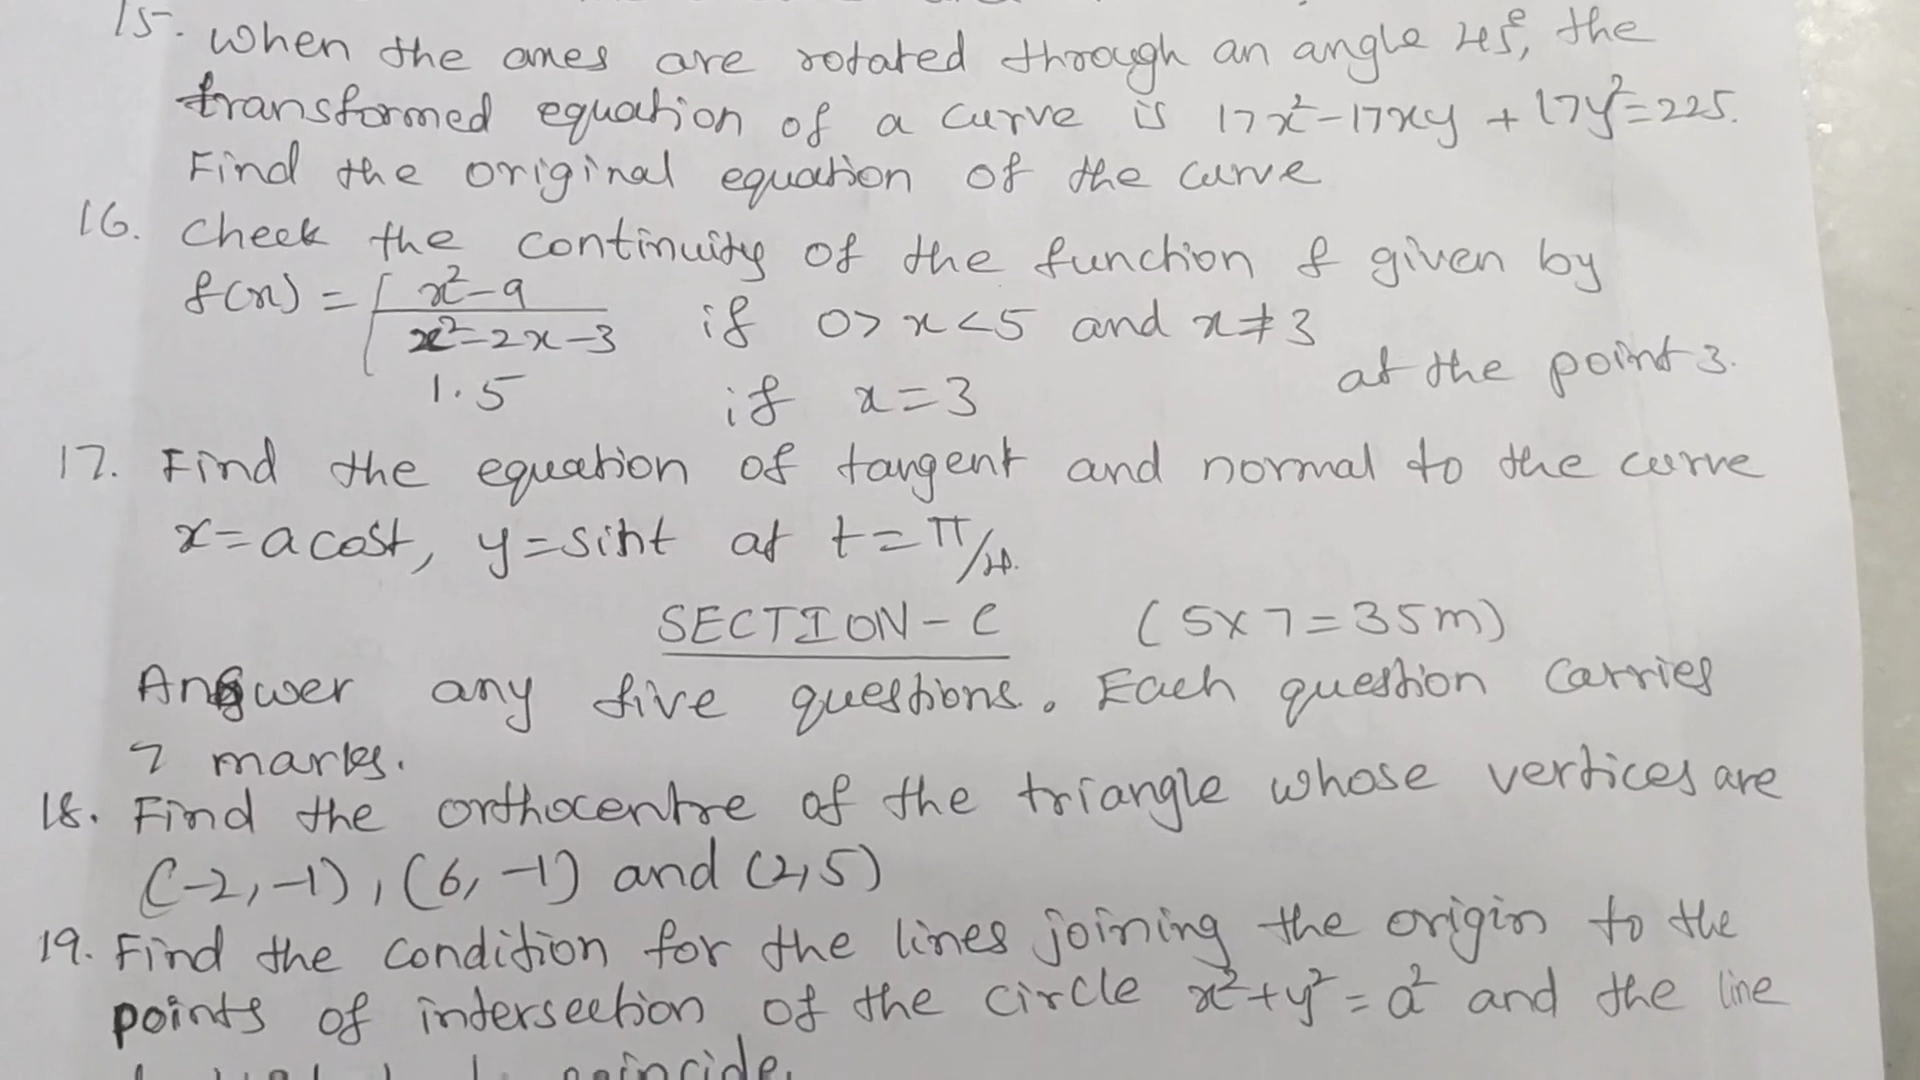 15. When the axes are rotated through an angle 45°, the
transformed equation of a curve is 17x²-17xy + 17y²=225.
Find the original equation of the curve
16. Check the continuity of the function f given by
f(x) = [ x²-9 / x²-2x-3 if 0> x<5 and x≠3
at the point 3.
1.5 if x=3
17. Find the equation of tangent and normal to the curve
x=a cost, y=sint at t=π/4.
SECTION-C (5x7=35m)
Answer any five questions. Each question carries
7 marks.
18. Find the orthocentre of the triangle whose vertices are
(-2,-1), (6,-1) and (2,5)
19. Find the condition for the lines joining the origin to the
points of intersection of the circle x²+y²=a² and the line
coincide.